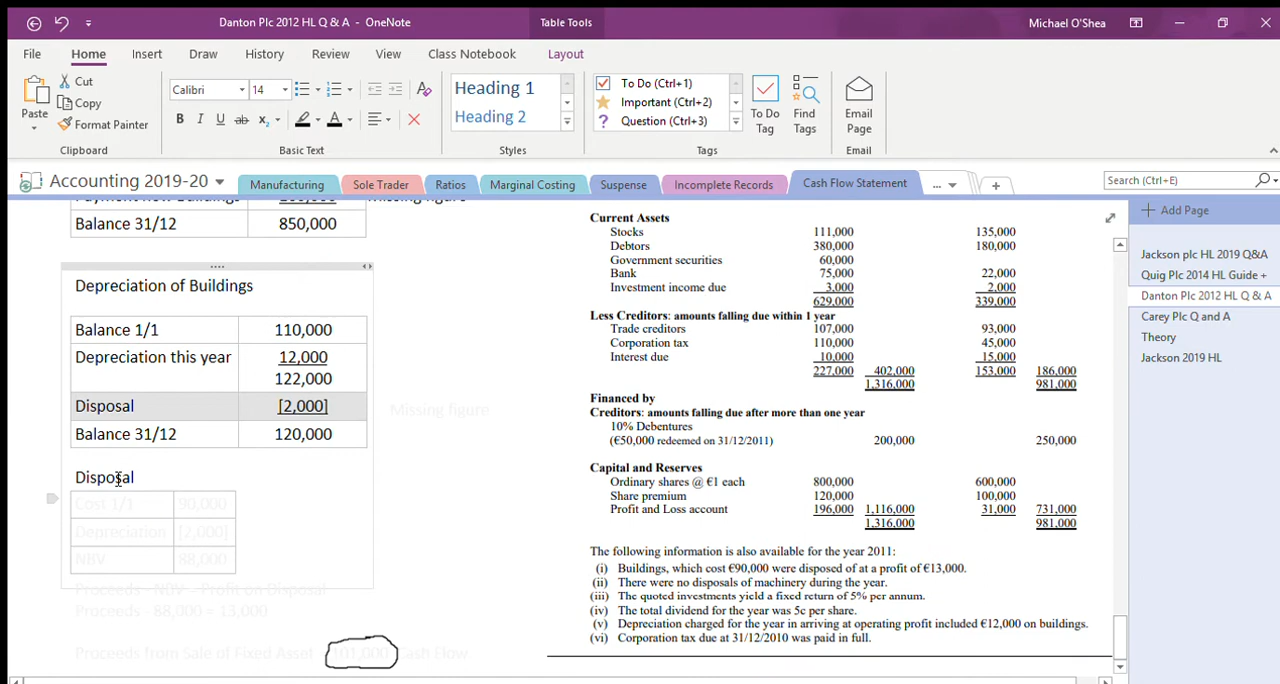 Danton Plc 2012 HL Q & A - OneNote
Table Tools
Michael O'Shea
File Home Insert Draw History Review View Class Notebook Layout
Paste
Cut
Copy
Format Painter
Clipboard
Calibri 14
B I U ab x₂ A
Basic Text
Heading 1
Heading 2
Styles
To Do (Ctrl+1)
Important (Ctrl+2)
? Question (Ctrl+3)
To Do Tag
Find Tags
Tags
Email Page
Email
Accounting 2019-20
Manufacturing Sole Trader Ratios Marginal Costing Suspense Incomplete Records Cash Flow Statement ... +
Search (Ctrl+E)
Add Page
Jackson plc HL 2019 Q&A
Quig Plc 2014 HL Guide +
Danton Plc 2012 HL Q & A
Carey Plc Q and A
Theory
Jackson 2019 HL
Balance 31/12 850,000
Depreciation of Buildings
Balance 1/1 110,000
Depreciation this year 12,000
122,000
Disposal [2,000] Missing figure
Balance 31/12 120,000
Disposal
Cost 1/1 90,000
Depreciation [2,000]
NBV 88,000
Proceeds - NBV = Profit on Disposal
Proceeds - 88,000 = 13,000
Proceeds from Sale of Fixed Asset 101,000 Cash Flow.
Current Assets
Stocks 111,000 135,000
Debtors 380,000 180,000
Government securities 60,000
Bank 75,000 22,000
Investment income due 3,000 2,000
629,000 339,000
Less Creditors: amounts falling due within 1 year
Trade creditors 107,000 93,000
Corporation tax 110,000 45,000
Interest due 10,000 15,000
227,000 402,000 153,000 186,000
1,316,000 981,000
Financed by
Creditors: amounts falling due after more than one year
10% Debentures
(€50,000 redeemed on 31/12/2011) 200,000 250,000
Capital and Reserves
Ordinary shares @ €1 each 800,000 600,000
Share premium 120,000 100,000
Profit and Loss account 196,000 1,116,000 31,000 731,000
1,316,000 981,000
The following information is also available for the year 2011:
(i) Buildings, which cost €90,000 were disposed of at a profit of €13,000.
(ii) There were no disposals of machinery during the year.
(iii) The quoted investments yield a fixed return of 5% per annum.
(iv) The total dividend for the year was 5c per share.
(v) Depreciation charged for the year in arriving at operating profit included €12,000 on buildings.
(vi) Corporation tax due at 31/12/2010 was paid in full.